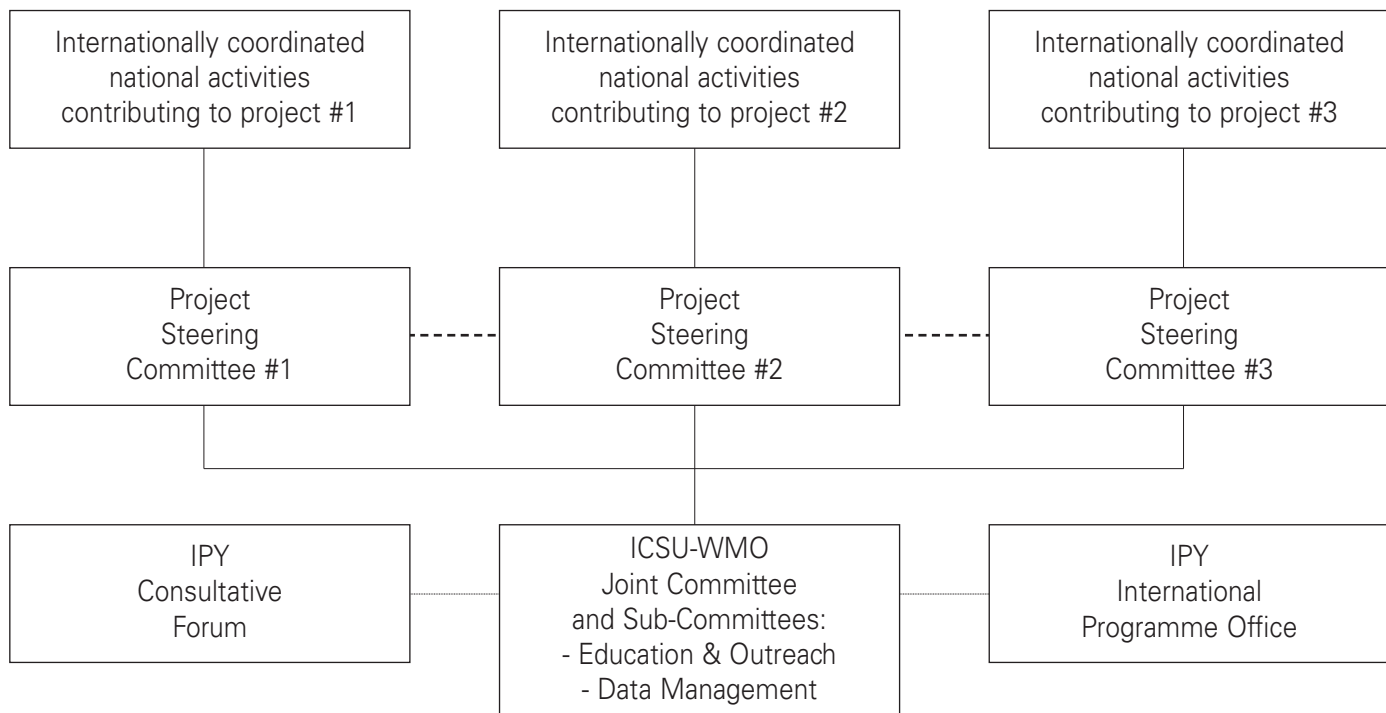 Internationally coordinated
national activities
contributing to project #1
Internationally coordinated
national activities
contributing to project #2
Internationally coordinated
national activities
contributing to project #3
Project
Steering
Committee #1
Project
Steering
Committee #2
Project
Steering
Committee #3
IPY
Consultative
Forum
ICSU-WMO
Joint Committee
and Sub-Committees:
- Education & Outreach
- Data Management
IPY
International
Programme Office